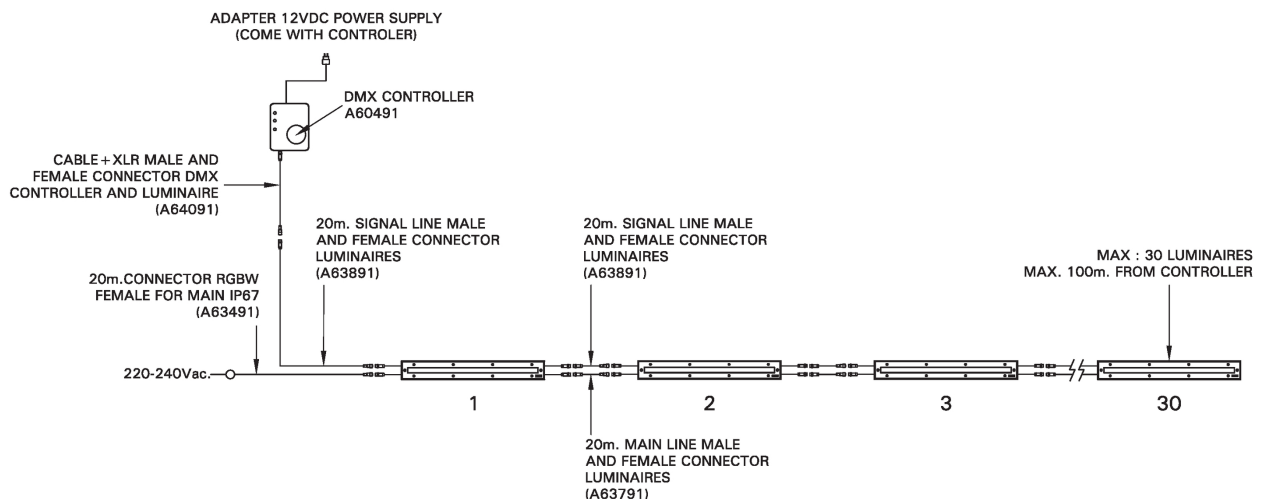 ADAPTER 12VDC POWER SUPPLY
(COME WITH CONTROLER)
DMX CONTROLLER
A60491
CABLE+XLR MALE AND
FEMALE CONNECTOR DMX
CONTROLLER AND LUMINAIRE
(A64091)
20m. SIGNAL LINE MALE
AND FEMALE CONNECTOR
LUMINAIRES
(A63891)
20m. SIGNAL LINE MALE
AND FEMALE CONNECTOR
LUMINAIRES
(A63891)
MAX : 30 LUMINAIRES
MAX. 100m. FROM CONTROLLER
20m.CONNECTOR RGBW
FEMALE FOR MAIN IP67
(A63491)
220-240Vac.
1
2
3
30
20m. MAIN LINE MALE
AND FEMALE CONNECTOR
LUMINAIRES
(A63791)